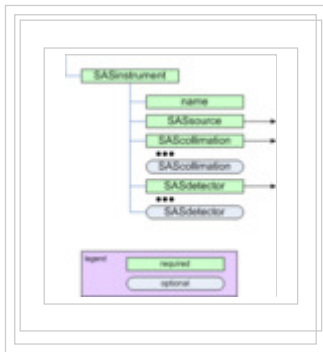 SASinstrument
name
SASsource
SAScollimation
●●●
SAScollimation
SASdetector
●●●
SASdetector
legend
required
optional